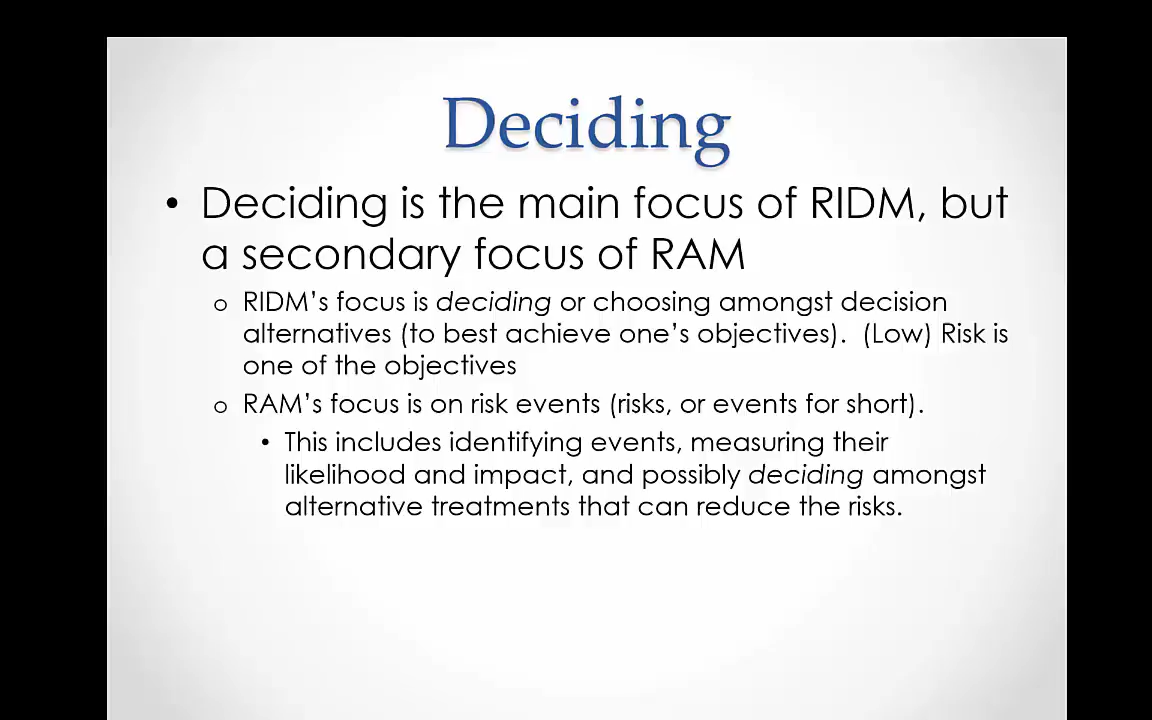 Deciding
• Deciding is the main focus of RIDM, but
a secondary focus of RAM
o RIDM's focus is deciding or choosing amongst decision
alternatives (to best achieve one's objectives).  (Low) Risk is
one of the objectives
o RAM's focus is on risk events (risks, or events for short).
• This includes identifying events, measuring their
likelihood and impact, and possibly deciding amongst
alternative treatments that can reduce the risks.